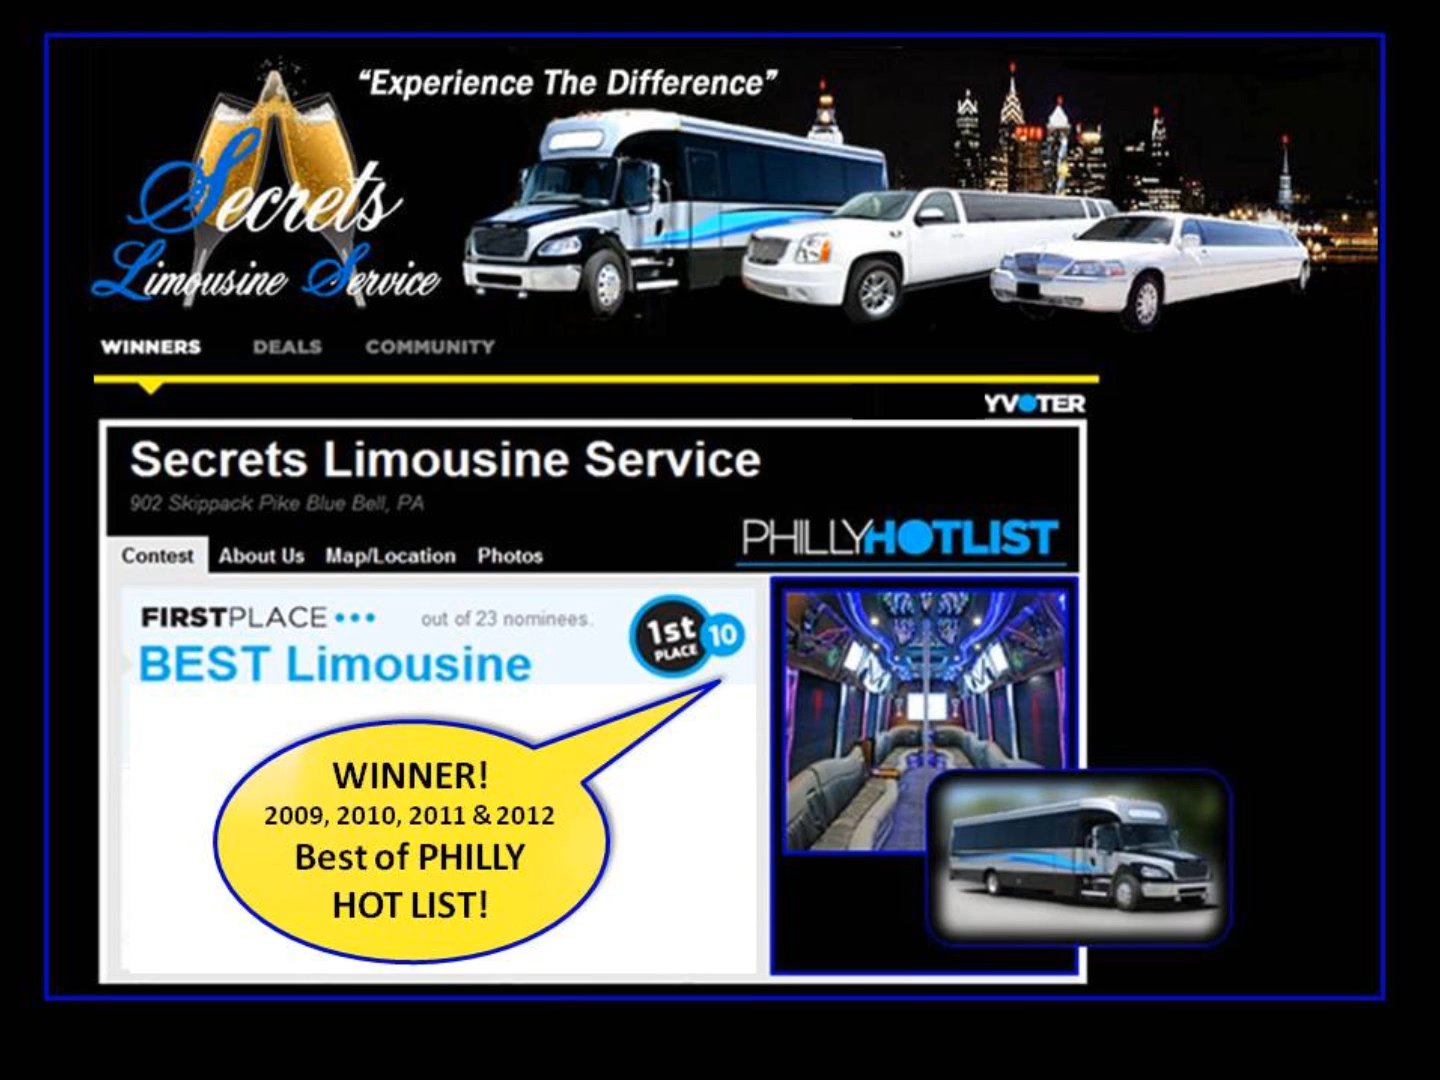 “Experience The Difference”
Secrets
Limousine Service
WINNERS DEALS COMMUNITY
YVOTER
Secrets Limousine Service
902 Skippack Pike Blue Bell, PA
PHILLYHOTLIST
Contest About Us Map/Location Photos
FIRSTPLACE ••• out of 23 nominees.
1st PLACE 10
BEST Limousine
WINNER!
2009, 2010, 2011 & 2012
Best of PHILLY
HOT LIST!